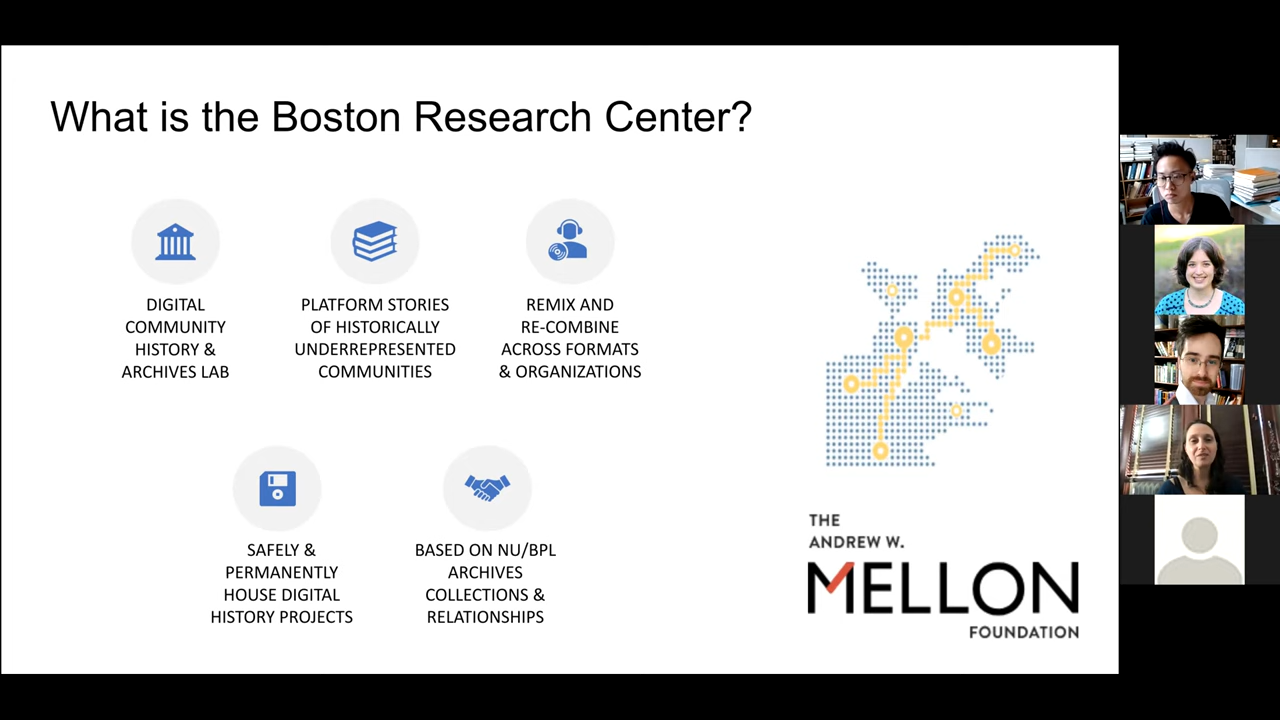 What is the Boston Research Center?
DIGITAL
COMMUNITY
HISTORY &
ARCHIVES LAB
PLATFORM STORIES
OF HISTORICALLY
UNDERREPRESENTED
COMMUNITIES
REMIX AND
RE-COMBINE
ACROSS FORMATS
& ORGANIZATIONS
SAFELY &
PERMANENTLY
HOUSE DIGITAL
HISTORY PROJECTS
BASED ON NU/BPL
ARCHIVES
COLLECTIONS &
RELATIONSHIPS
THE
ANDREW W.
MELLON
FOUNDATION